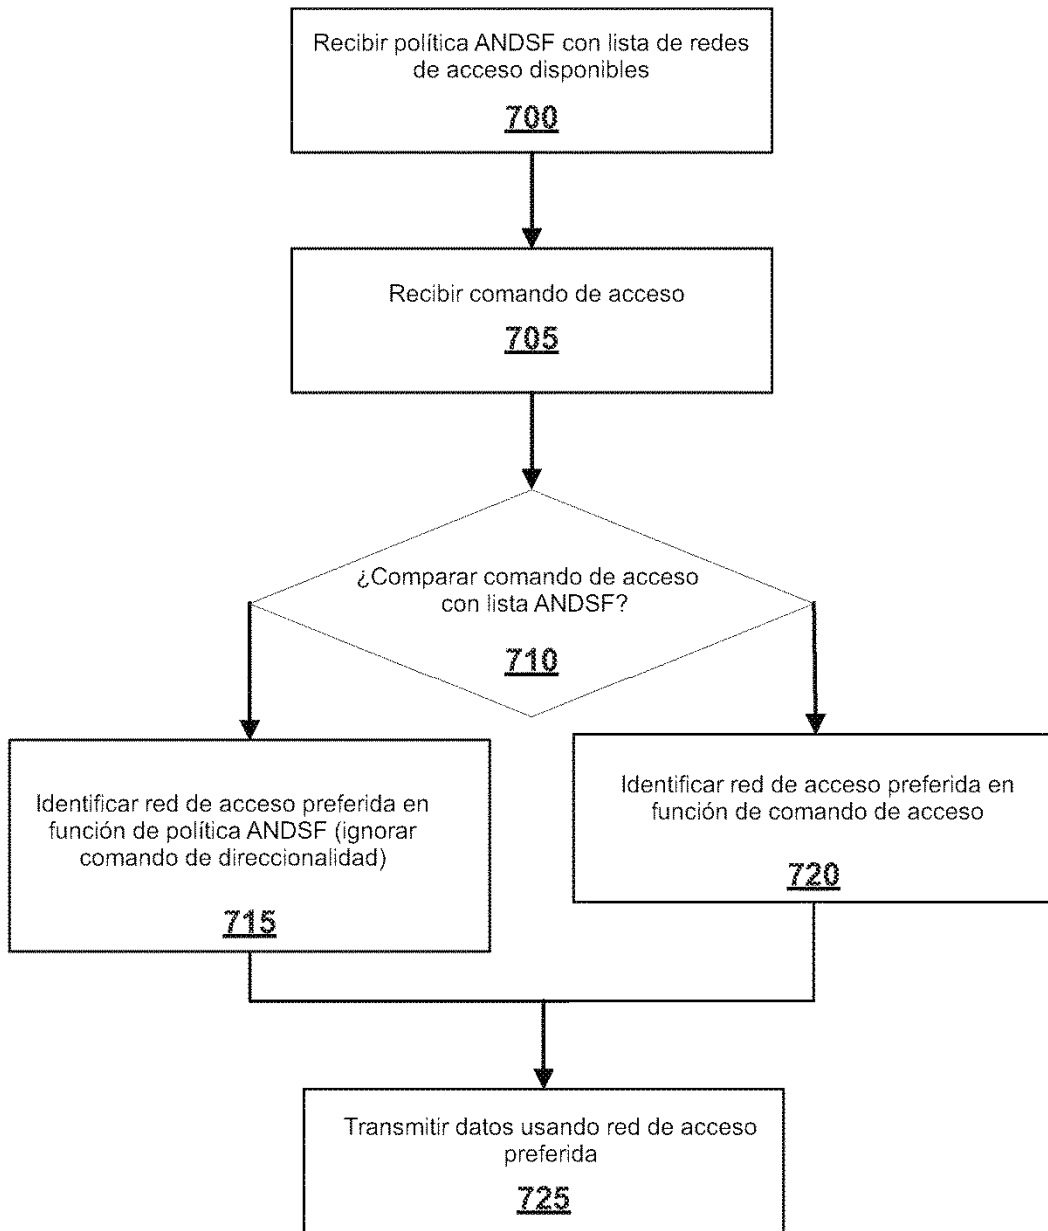 Recibir política ANDSF con lista de redes
de acceso disponibles
700
Recibir comando de acceso
705
¿Comparar comando de acceso
con lista ANDSF?
710
Identificar red de acceso preferida en
función de política ANDSF (ignorar
comando de direccionalidad)
715
Identificar red de acceso preferida en
función de comando de acceso
720
Transmitir datos usando red de acceso
preferida
725